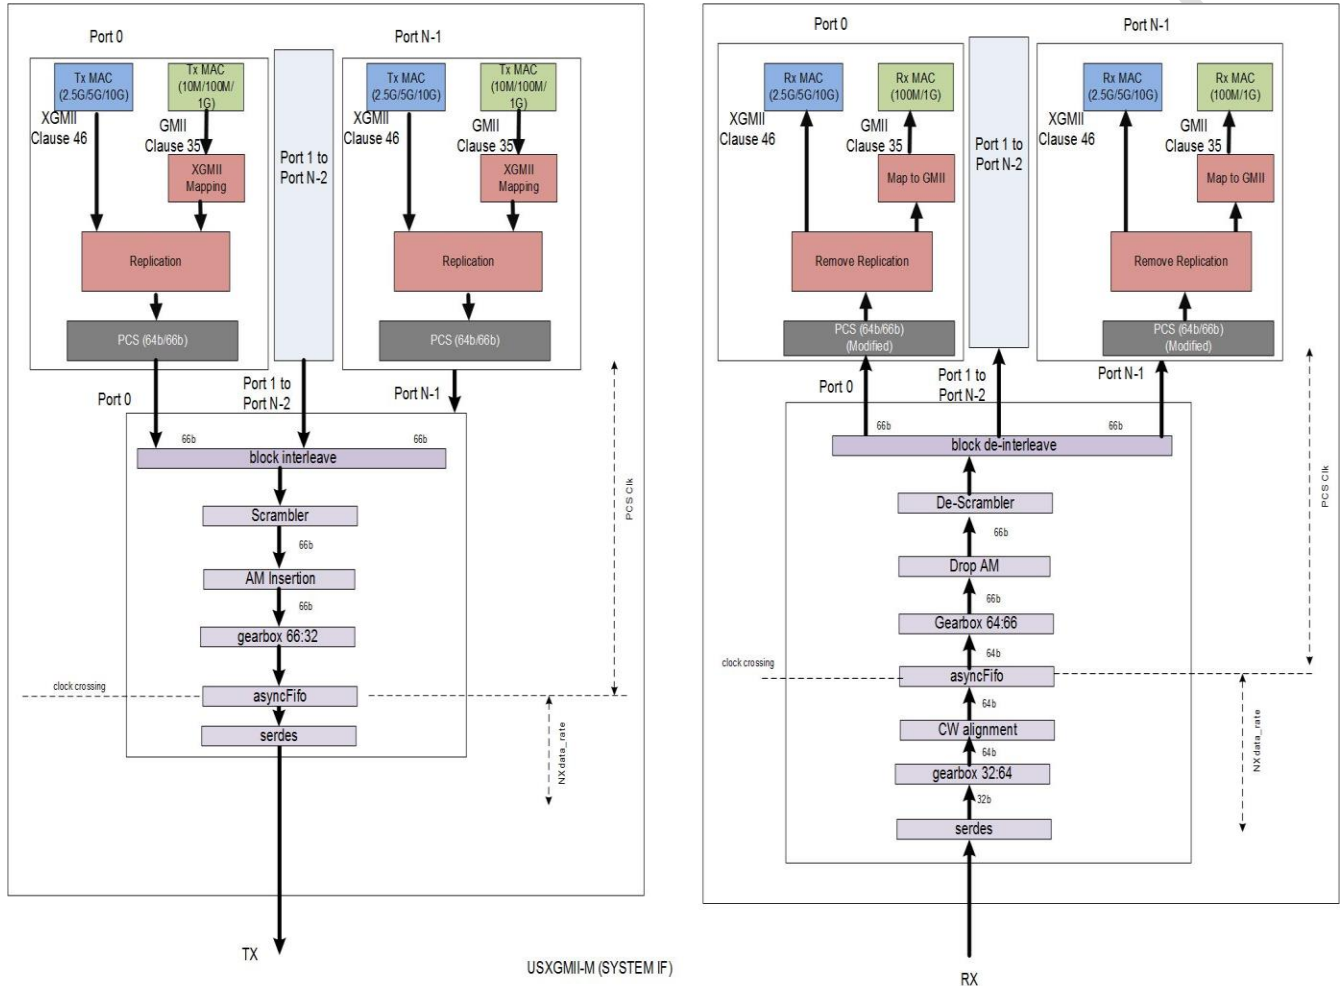 Port 0
Port N-1
Tx MAC
(2.5G/5G/10G)
Tx MAC
(10M/100M/
1G)
XGMII
Clause 46
GMII
Clause 35
XGMII
Mapping
Replication
PCS (64b/66b)
Port 1 to
Port N-2
Tx MAC
(2.5G/5G/10G)
Tx MAC
(10M/100M/
1G)
XGMII
Clause 46
GMII
Clause 35
XGMII
Mapping
Replication
PCS (64b/66b)
Port 0
Port 1 to
Port N-2
Port N-1
66b
66b
block interleave
Scrambler
66b
AM Insertion
66b
gearbox 66:32
clock crossing
asyncFifo
serdes
PCS Clk
NX data_rate
TX
USXGMII-M (SYSTEM IF)
Port 0
Port N-1
Rx MAC
(2.5G/5G/10G)
Rx MAC
(100M/1G)
XGMII
Clause 46
GMII
Clause 35
Map to GMII
Remove Replication
PCS (64b/66b)
(Modified)
Port 1 to
Port N-2
Rx MAC
(2.5G/5G/10G)
Rx MAC
(100M/1G)
XGMII
Clause 46
GMII
Clause 35
Map to GMII
Remove Replication
PCS (64b/66b)
(Modified)
Port 0
Port 1 to
Port N-2
Port N-1
66b
66b
block de-interleave
De-Scrambler
66b
Drop AM
66b
Gearbox 64:66
64b
clock crossing
asyncFifo
64b
CW alignment
64b
gearbox 32:64
32b
serdes
PCS Clk
NX data_rate
RX